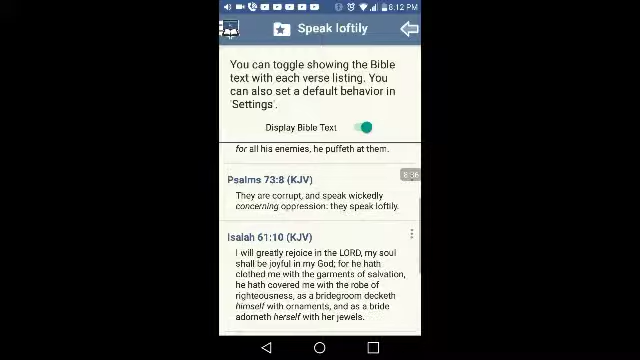 8:12 PM
Speak loftily
You can toggle showing the Bible
text with each verse listing. You
can also set a default behavior in
'Settings'.
Display Bible Text
for all his enemies, he puffeth at them.
Psalms 73:8 (KJV)
8:36
They are corrupt, and speak wickedly
concerning oppression: they speak loftily.
Isaiah 61:10 (KJV)
I will greatly rejoice in the LORD, my soul
shall be joyful in my God; for he hath
clothed me with the garments of salvation,
he hath covered me with the robe of
righteousness, as a bridegroom decketh
himself with ornaments, and as a bride
adorneth herself with her jewels.